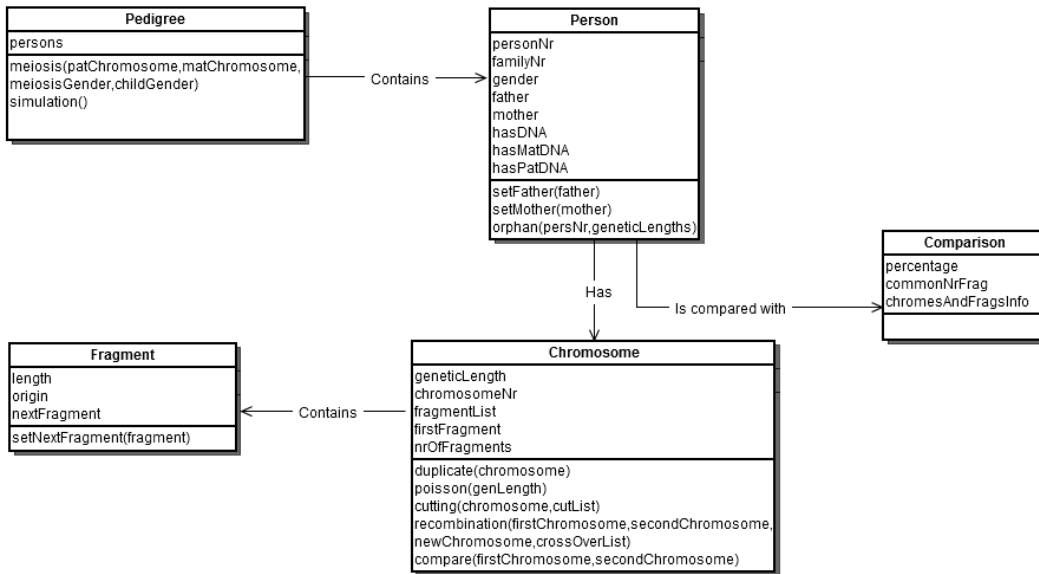 Pedigree
persons
meiosis(patChromosome,matChromosome,
meiosisGender,childGender)
simulation()
Contains
Person
personNr
familyNr
gender
father
mother
hasDNA
hasMatDNA
hasPatDNA
setFather(father)
setMother(mother)
orphan(persNr,geneticLengths)
Has
Is compared with
Comparison
percentage
commonNrFrag
chromesAndFragsInfo
Fragment
length
origin
nextFragment
setNextFragment(fragment)
Contains
Chromosome
geneticLength
chromosomeNr
fragmentList
firstFragment
nrOfFragments
duplicate(chromosome)
poisson(genLength)
cutting(chromosome,cutList)
recombination(firstChromosome,secondChromosome,
newChromosome,crossOverList)
compare(firstChromosome,secondChromosome)